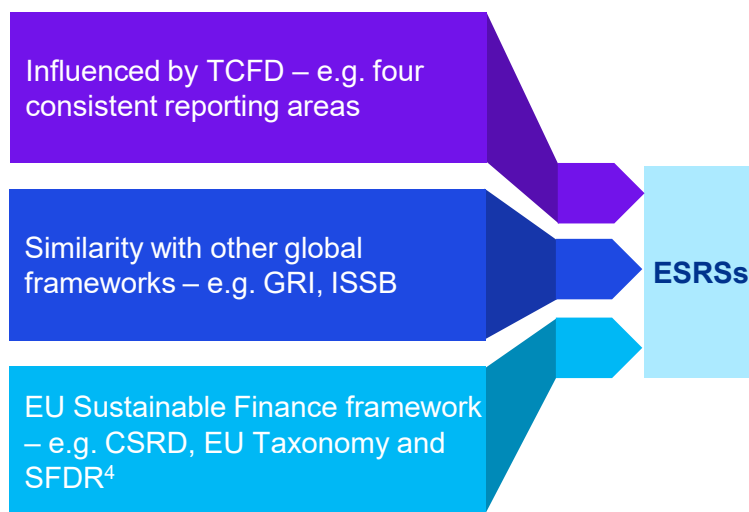 Influenced by TCFD – e.g. four
consistent reporting areas
Similarity with other global
frameworks – e.g. GRI, ISSB
EU Sustainable Finance framework
– e.g. CSRD, EU Taxonomy and
SFDR⁴
ESRSs